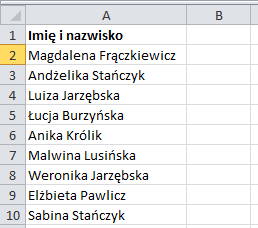 A B
1 Imię i nazwisko
2 Magdalena Frączkiewicz
3 Andżelika Stańczyk
4 Luiza Jarzębska
5 Łucja Burzyńska
6 Anika Królik
7 Malwina Lusińska
8 Weronika Jarzębska
9 Elżbieta Pawlicz
10 Sabina Stańczyk